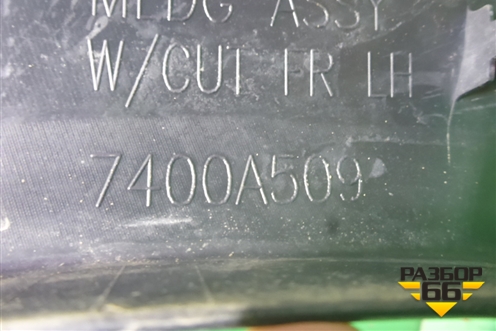 MLDG ASSY
W/CUT FR LH
7400A509
РАЗБОР
66